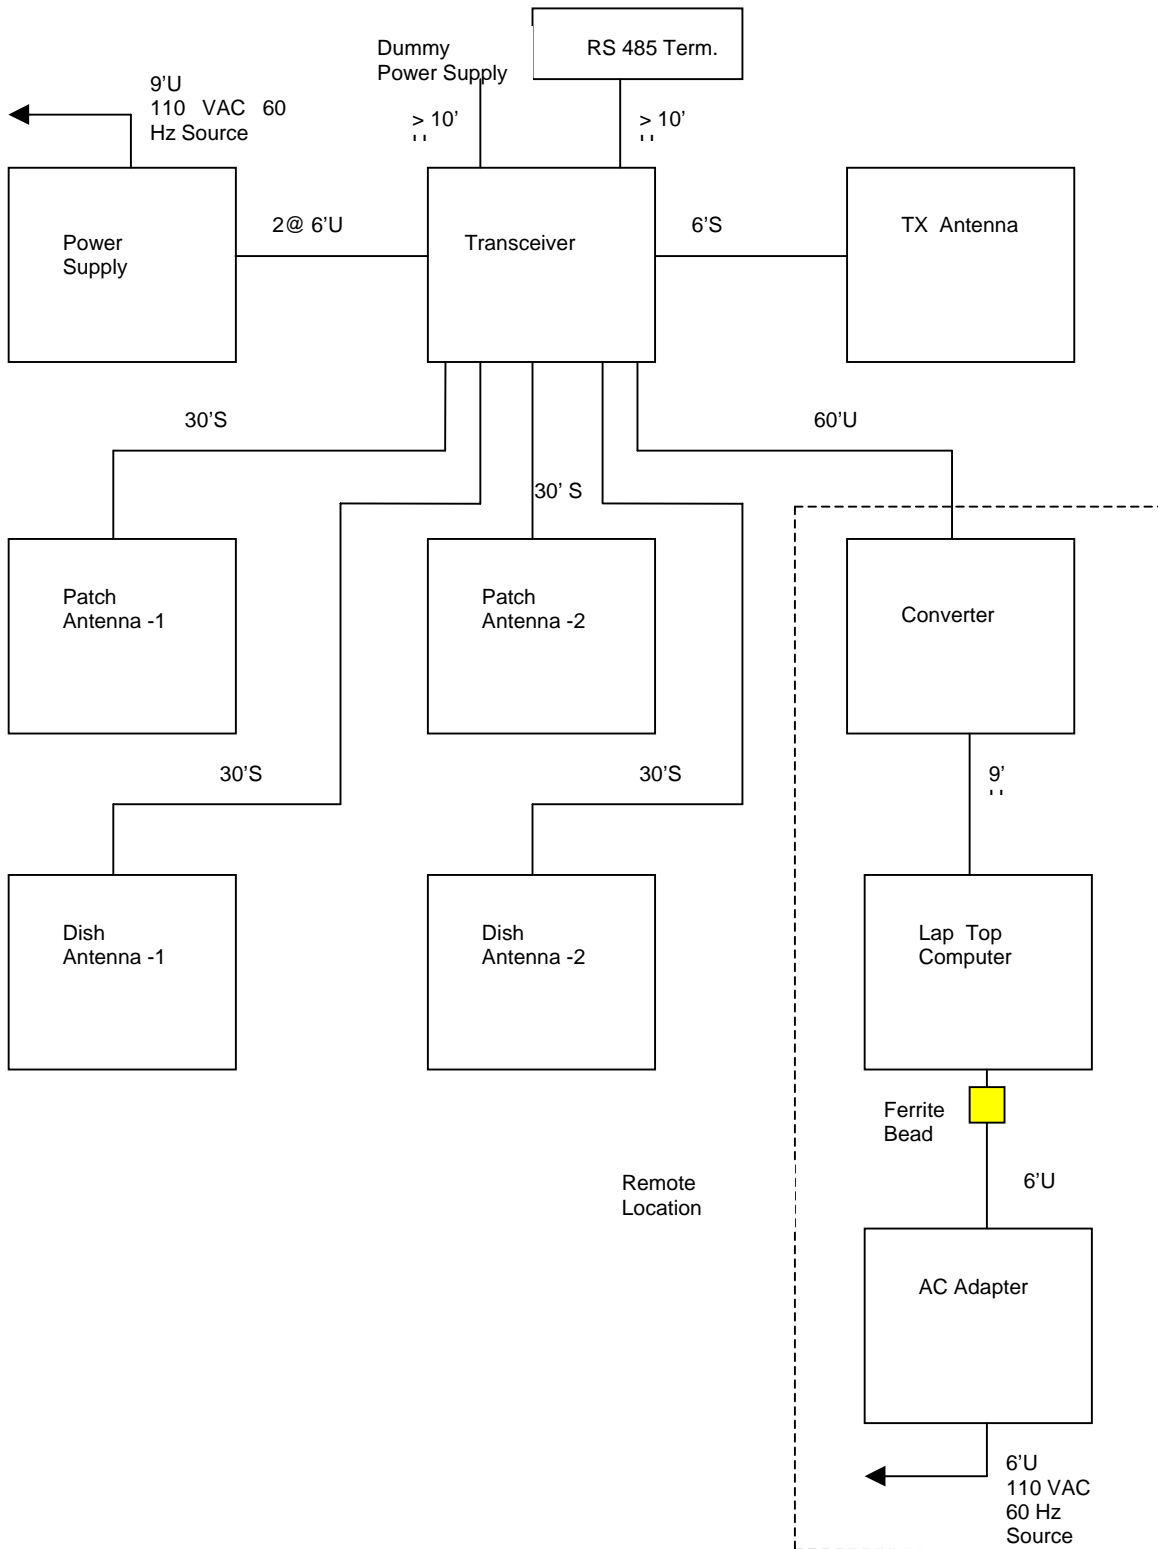 Dummy
Power Supply
RS 485 Term.
9'U
110 VAC 60
Hz Source
> 10'
> 10'
Power
Supply
2@ 6'U
Transceiver
6'S
TX Antenna
30'S
60'U
30' S
Patch
Antenna -1
Patch
Antenna -2
Converter
30'S
30'S
9'
Dish
Antenna -1
Dish
Antenna -2
Lap Top
Computer
Ferrite
Bead
Remote
Location
6'U
AC Adapter
6'U
110 VAC
60 Hz
Source